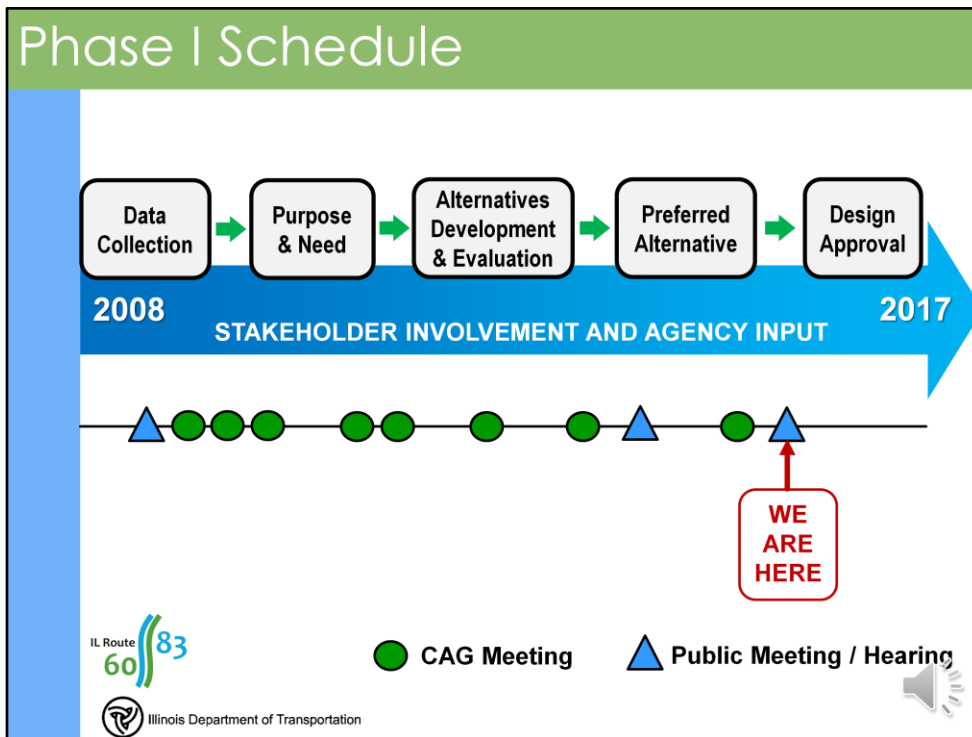 Phase I Schedule
Data
Collection
Purpose
& Need
Alternatives
Development
& Evaluation
Preferred
Alternative
Design
Approval
2008
2017
STAKEHOLDER INVOLVEMENT AND AGENCY INPUT
WE
ARE
HERE
IL Route
60
83
CAG Meeting
Public Meeting / Hearing
Illinois Department of Transportation